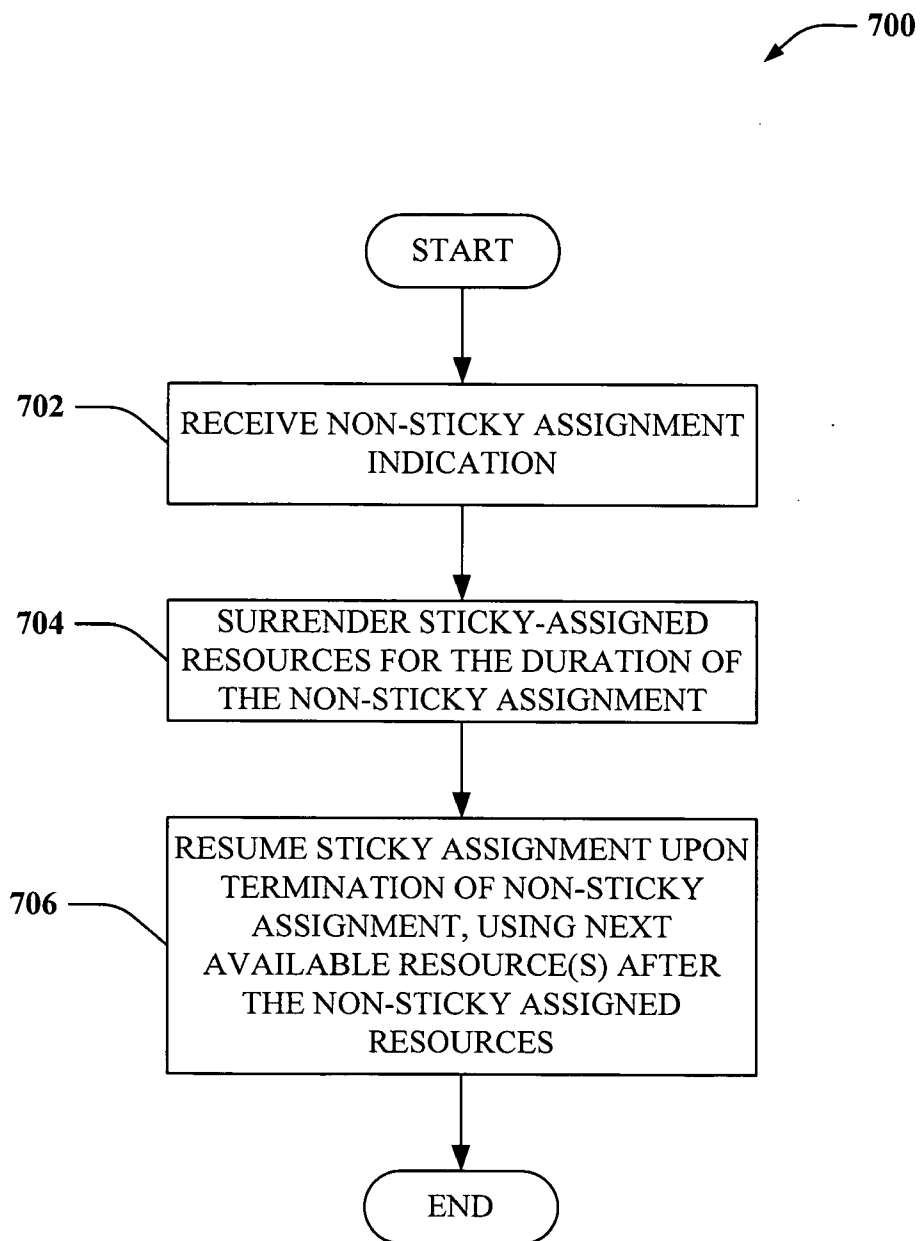 700
START
702
RECEIVE NON-STICKY ASSIGNMENT
INDICATION
704
SURRENDER STICKY-ASSIGNED
RESOURCES FOR THE DURATION OF
THE NON-STICKY ASSIGNMENT
706
RESUME STICKY ASSIGNMENT UPON
TERMINATION OF NON-STICKY
ASSIGNMENT, USING NEXT
AVAILABLE RESOURCE(S) AFTER
THE NON-STICKY ASSIGNED
RESOURCES
END